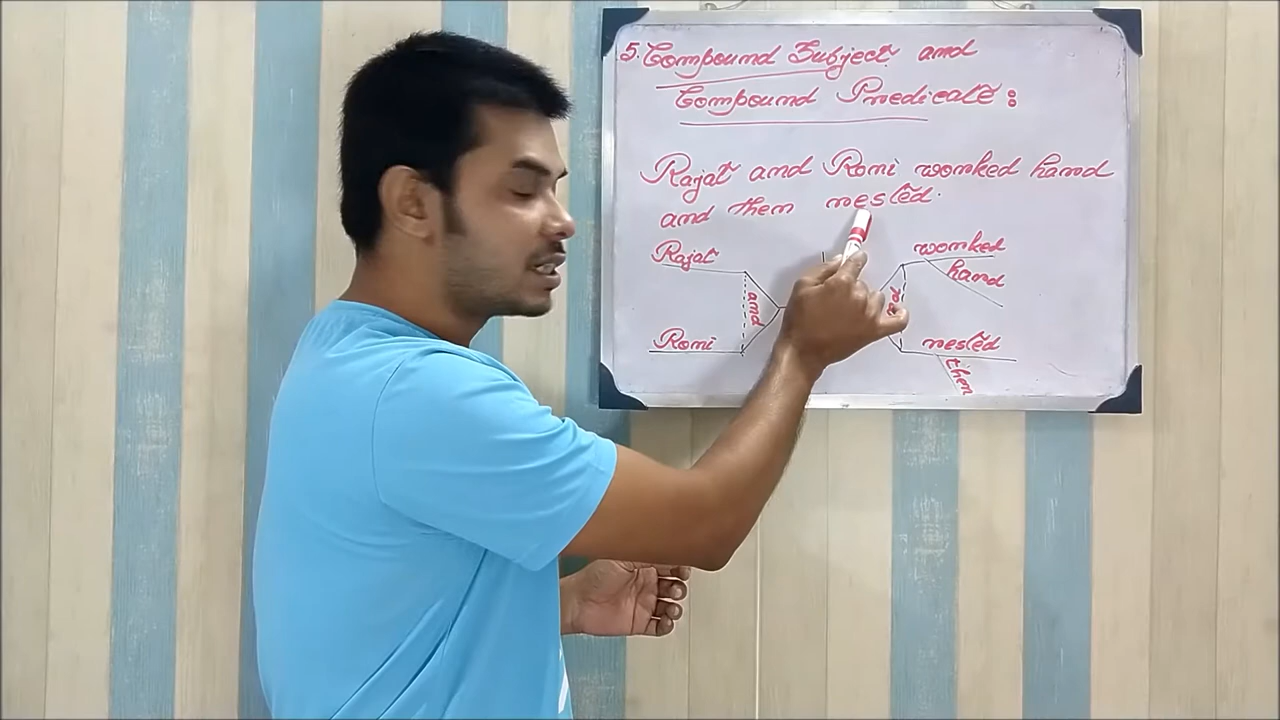 5. Compound Subject and
Compound Predicate:
Rajat and Romi worked hard
and then rested.
Rajat
worked
hard
and
Romi
rested
then